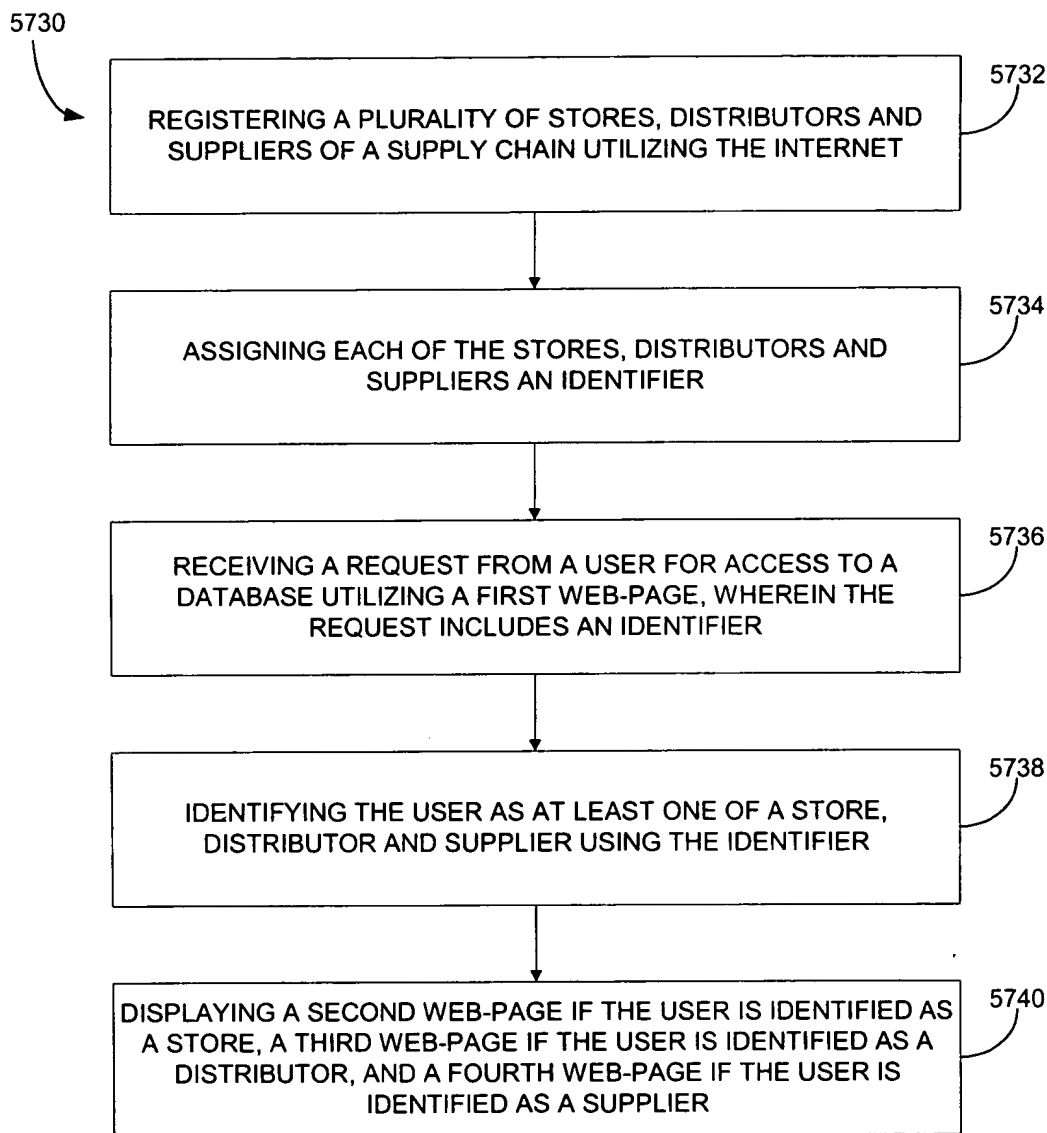 5730
5732
REGISTERING A PLURALITY OF STORES, DISTRIBUTORS AND
SUPPLIERS OF A SUPPLY CHAIN UTILIZING THE INTERNET
5734
ASSIGNING EACH OF THE STORES, DISTRIBUTORS AND
SUPPLIERS AN IDENTIFIER
5736
RECEIVING A REQUEST FROM A USER FOR ACCESS TO A
DATABASE UTILIZING A FIRST WEB-PAGE, WHEREIN THE
REQUEST INCLUDES AN IDENTIFIER
5738
IDENTIFYING THE USER AS AT LEAST ONE OF A STORE,
DISTRIBUTOR AND SUPPLIER USING THE IDENTIFIER
5740
DISPLAYING A SECOND WEB-PAGE IF THE USER IS IDENTIFIED AS
A STORE, A THIRD WEB-PAGE IF THE USER IS IDENTIFIED AS A
DISTRIBUTOR, AND A FOURTH WEB-PAGE IF THE USER IS
IDENTIFIED AS A SUPPLIER